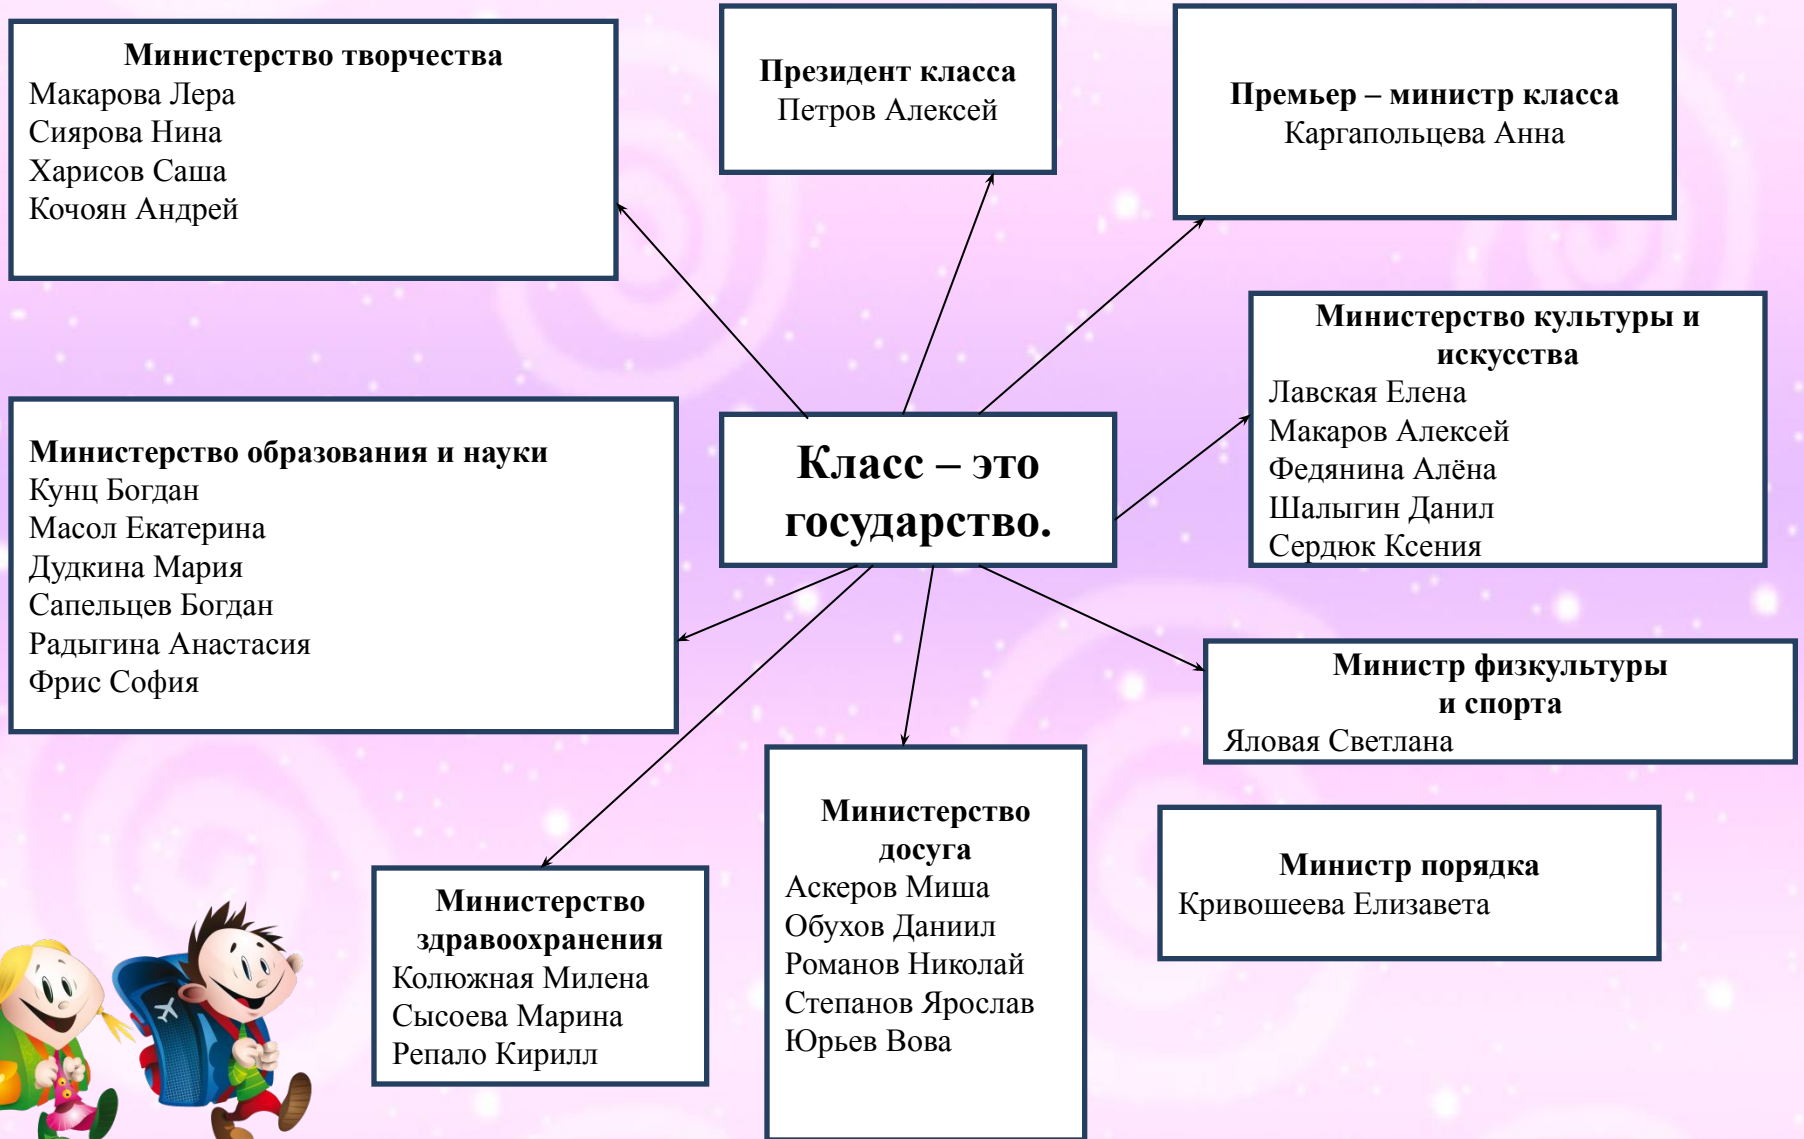 Министерство творчества
Макарова Лера
Сиярова Нина
Харисов Саша
Кочоян Андрей
Президент класса
Петров Алексей
Премьер – министр класса
Каргапольцева Анна
Министерство культуры и
искусства
Лавская Елена
Макаров Алексей
Федянина Алёна
Шалыгин Данил
Сердюк Ксения
Министерство образования и науки
Кунц Богдан
Масол Екатерина
Дудкина Мария
Сапельцев Богдан
Радыгина Анастасия
Фрис София
Класс – это
государство.
Министр физкультуры
и спорта
Яловая Светлана
Министерство
здравоохранения
Колюжная Милена
Сысоева Марина
Репало Кирилл
Министерство
досуга
Аскеров Миша
Обухов Даниил
Романов Николай
Степанов Ярослав
Юрьев Вова
Министр порядка
Кривошеева Елизавета